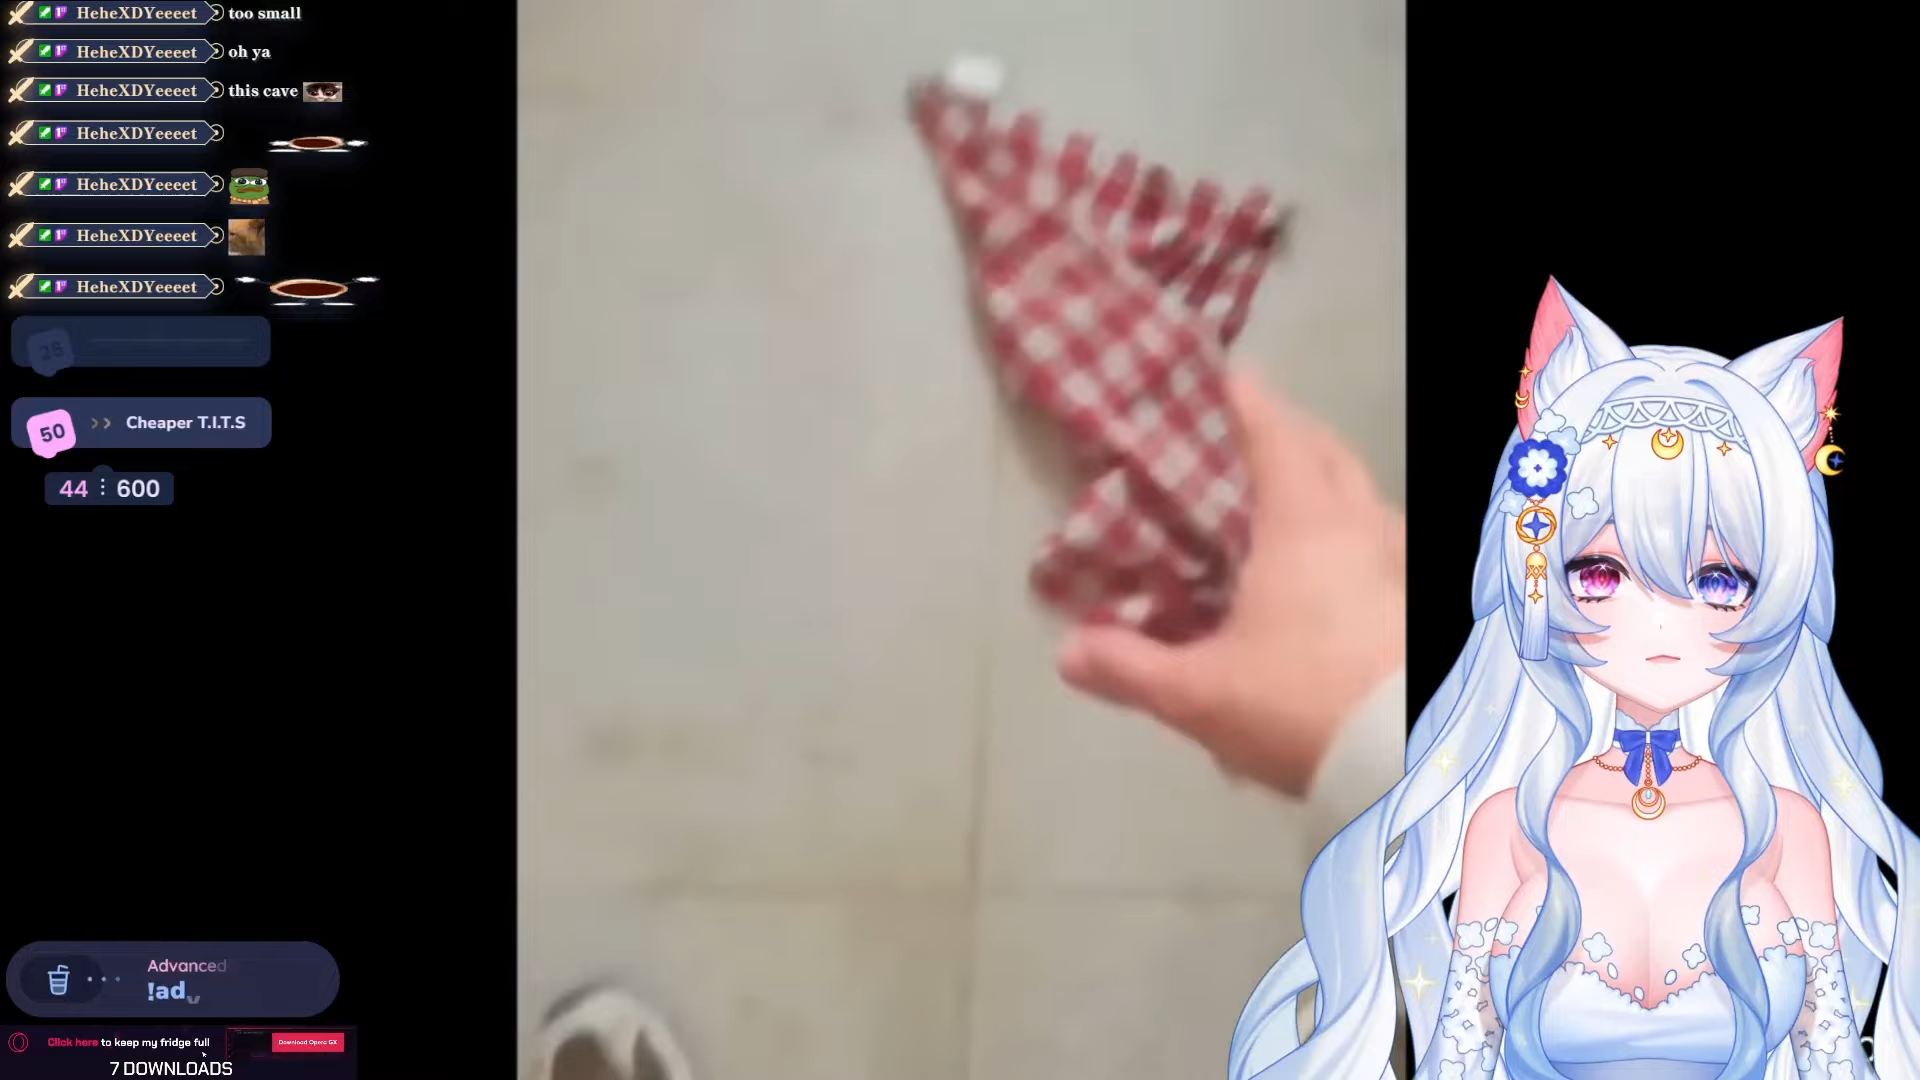 HeheXDYeeeet too small
HeheXDYeeeet oh ya
HeheXDYeeeet this cave
HeheXDYeeeet
HeheXDYeeeet
HeheXDYeeeet
HeheXDYeeeet
50 >> Cheaper T.I.T.S
44 : 600
Advanced
!adv
Click here to keep my fridge full
Download Opera GX
7 DOWNLOADS